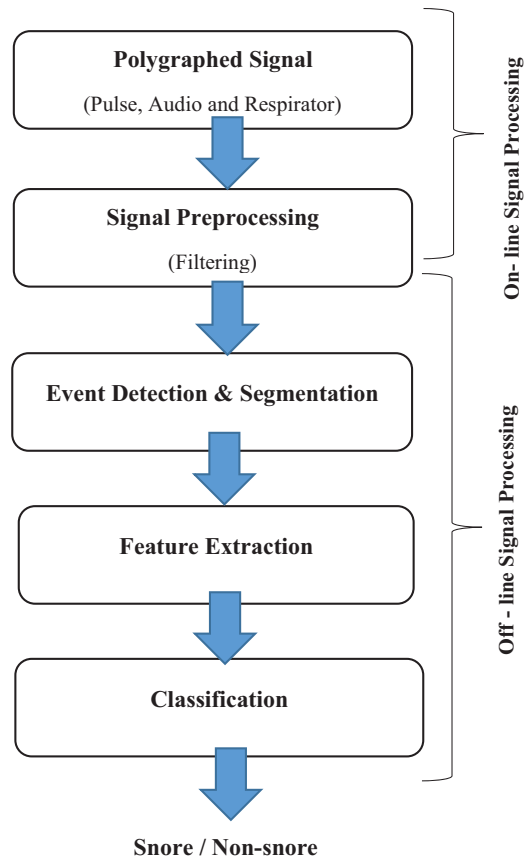 Polygraphed Signal
(Pulse, Audio and Respirator)
Signal Preprocessing
(Filtering)
On- line Signal Processing
Event Detection & Segmentation
Feature Extraction
Classification
Off - line Signal Processing
Snore / Non-snore